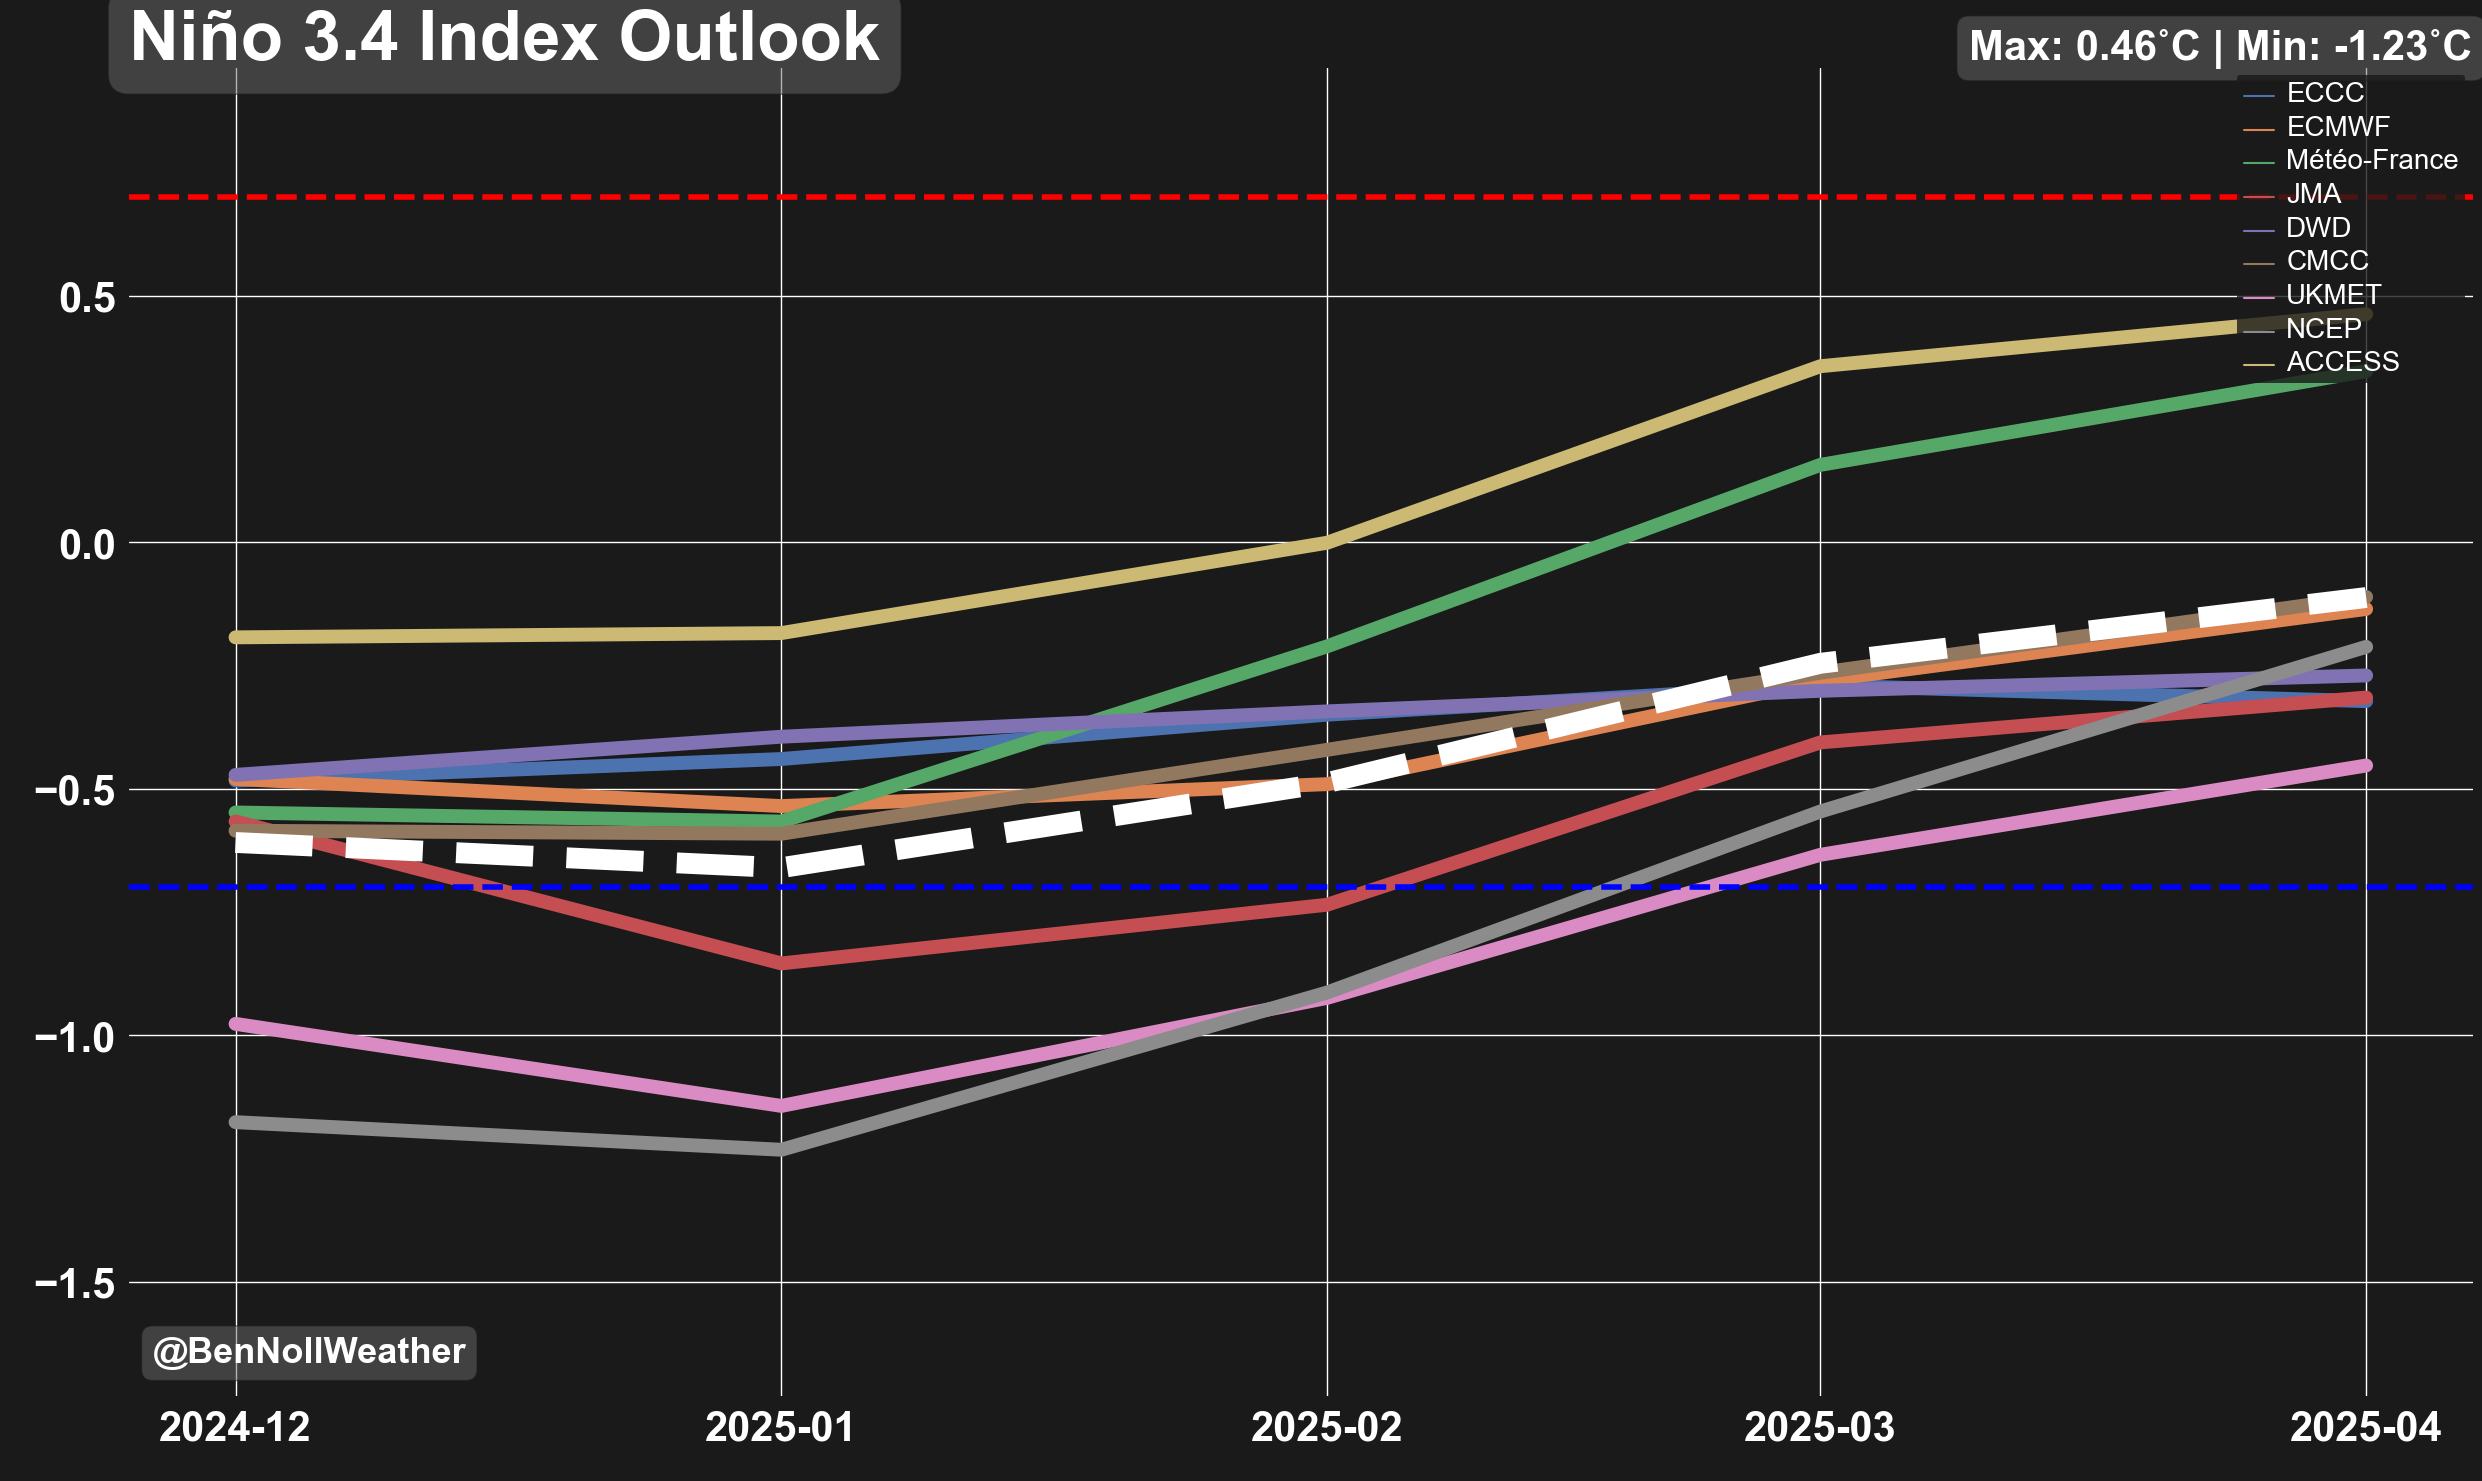 Niño 3.4 Index Outlook
Max: 0.46˚C | Min: -1.23˚C
ECCC
ECMWF
Météo-France
JMA
DWD
CMCC
UKMET
NCEP
ACCESS
0.5
0.0
−0.5
−1.0
−1.5
@BenNollWeather
2024-12 2025-01 2025-02 2025-03 2025-04